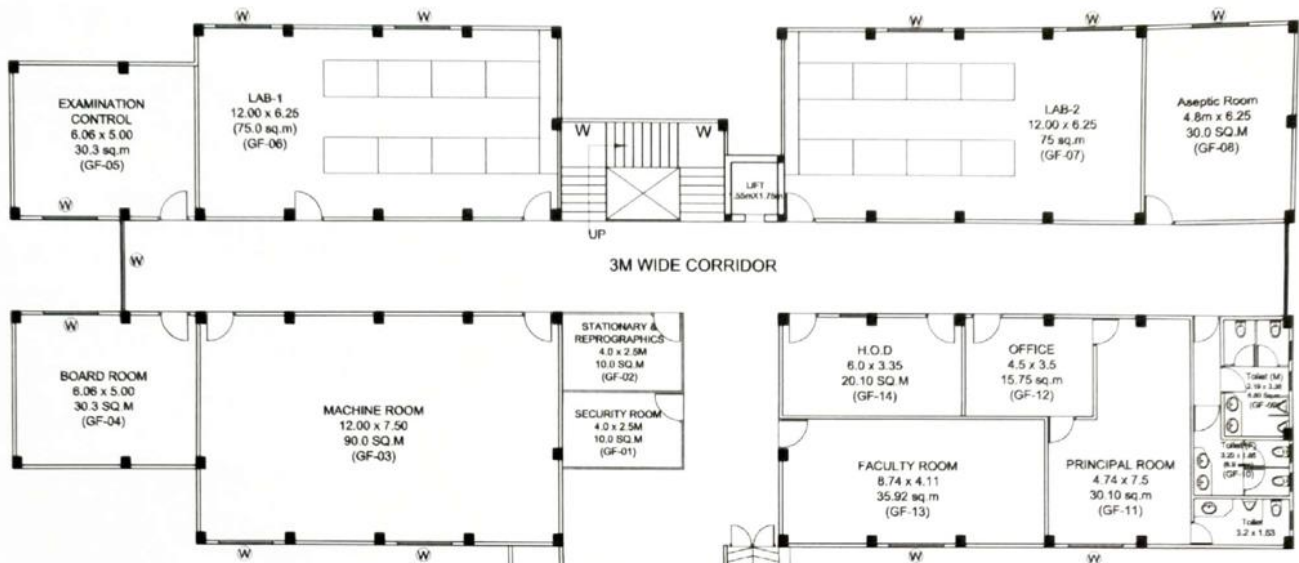 W
W
W
W
W
EXAMINATION
CONTROL
6.06 x 5.00
30.3 sq.m
(GF-05)
W
LAB-1
12.00 x 6.25
(75.0 sq.m)
(GF-06)
W
W
UP
LIFT
.55mX1.75m
LAB-2
12.00 x 6.25
75 sq.m
(GF-07)
Aseptic Room
4.8m x 6.25
30.0 SQ.M
(GF-08)
W
3M WIDE CORRIDOR
W
BOARD ROOM
6.06 x 5.00
30.3 SQ.M
(GF-04)
MACHINE ROOM
12.00 x 7.50
90.0 SQ.M
(GF-03)
STATIONARY &
REPROGRAPHICS
4.0 x 2.5M
10.0 SQ.M
(GF-02)
SECURITY ROOM
4.0 x 2.5M
10.0 SQ.M
(GF-01)
H.O.D
6.0 x 3.35
20.10 SQ.M
(GF-14)
OFFICE
4.5 x 3.5
15.75 sq.m
(GF-12)
FACULTY ROOM
8.74 x 4.11
35.92 sq.m
(GF-13)
PRINCIPAL ROOM
4.74 x 7.5
30.10 sq.m
(GF-11)
Toilet (M)
Toilet
3.2 x 1.53
W
W
W
W